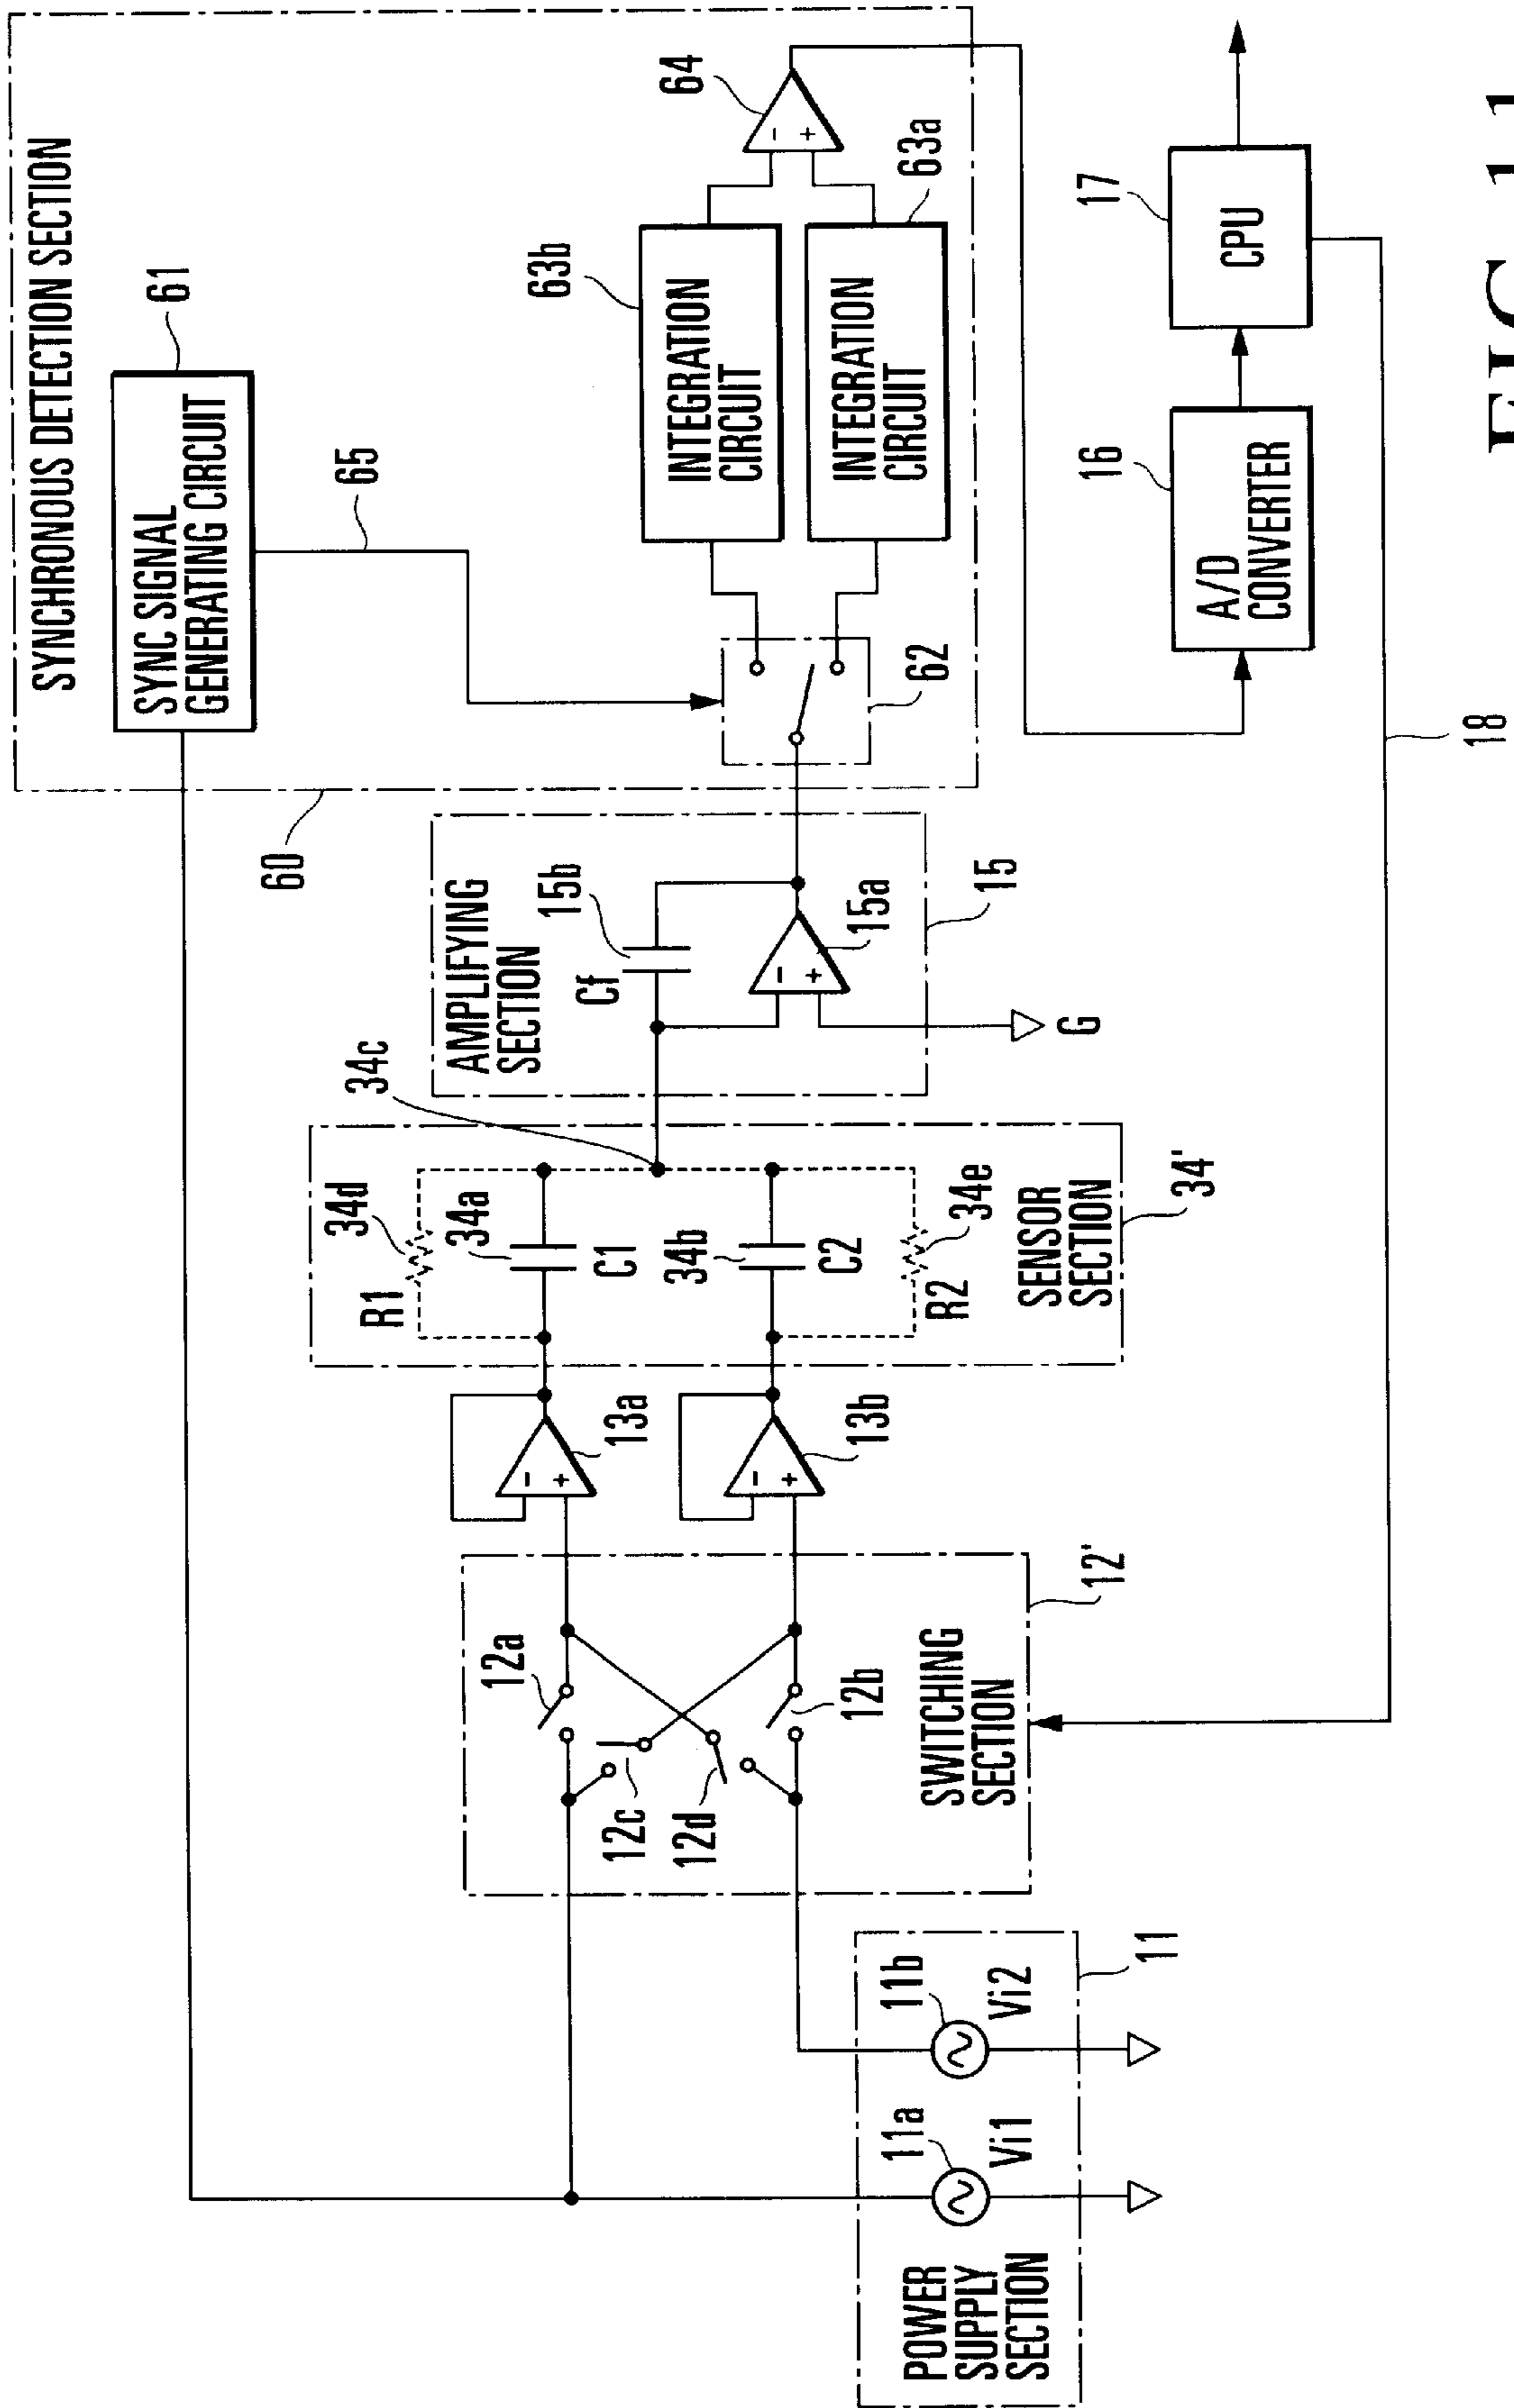 SYNCHRONOUS DETECTION SECTION
SYNC SIGNAL
GENERATING CIRCUIT
61
65
60
63b
64
INTEGRATION
CIRCUIT
INTEGRATION
CIRCUIT
63a
62
AMPLIFYING
SECTION
15b
Cf
-
+
15a
15
G
-
+
34c
34d
R1
34a
C1
34b
C2
34e
R2
SENSOR
SECTION
34'
-
+
13a
-
+
13b
12a
12c
12d
12b
SWITCHING
SECTION
12'
11a
Vi1
11b
Vi2
11
POWER
SUPPLY
SECTION
16
A/D
CONVERTER
17
CPU
18